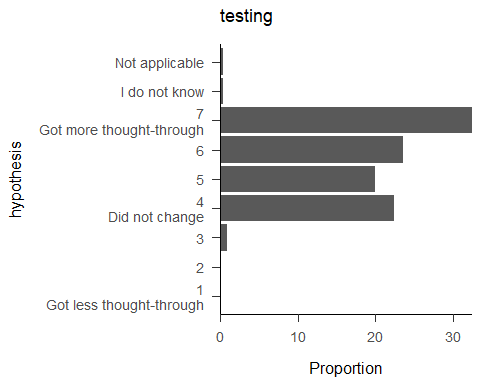 testing
hypothesis
Not applicable
I do not know
7
Got more thought-through
6
5
4
Did not change
3
2
1
Got less thought-through
0 10 20 30
Proportion